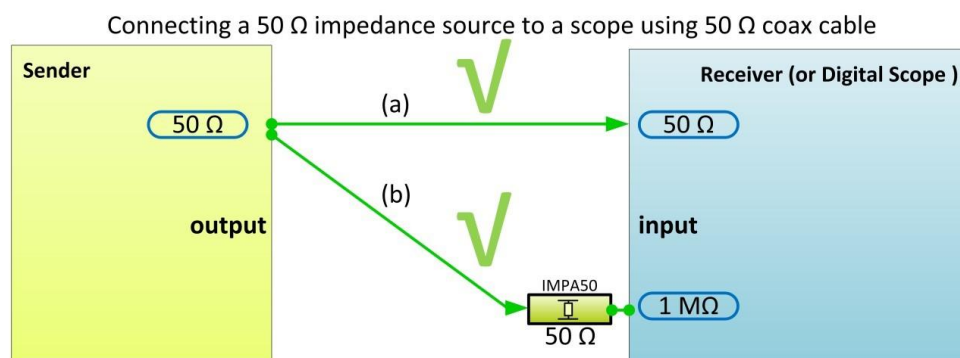 Connecting a 50 Ω impedance source to a scope using 50 Ω coax cable
Sender
Receiver (or Digital Scope )
50 Ω
(a)
50 Ω
(b)
output
input
IMPA50
1 MΩ
50 Ω